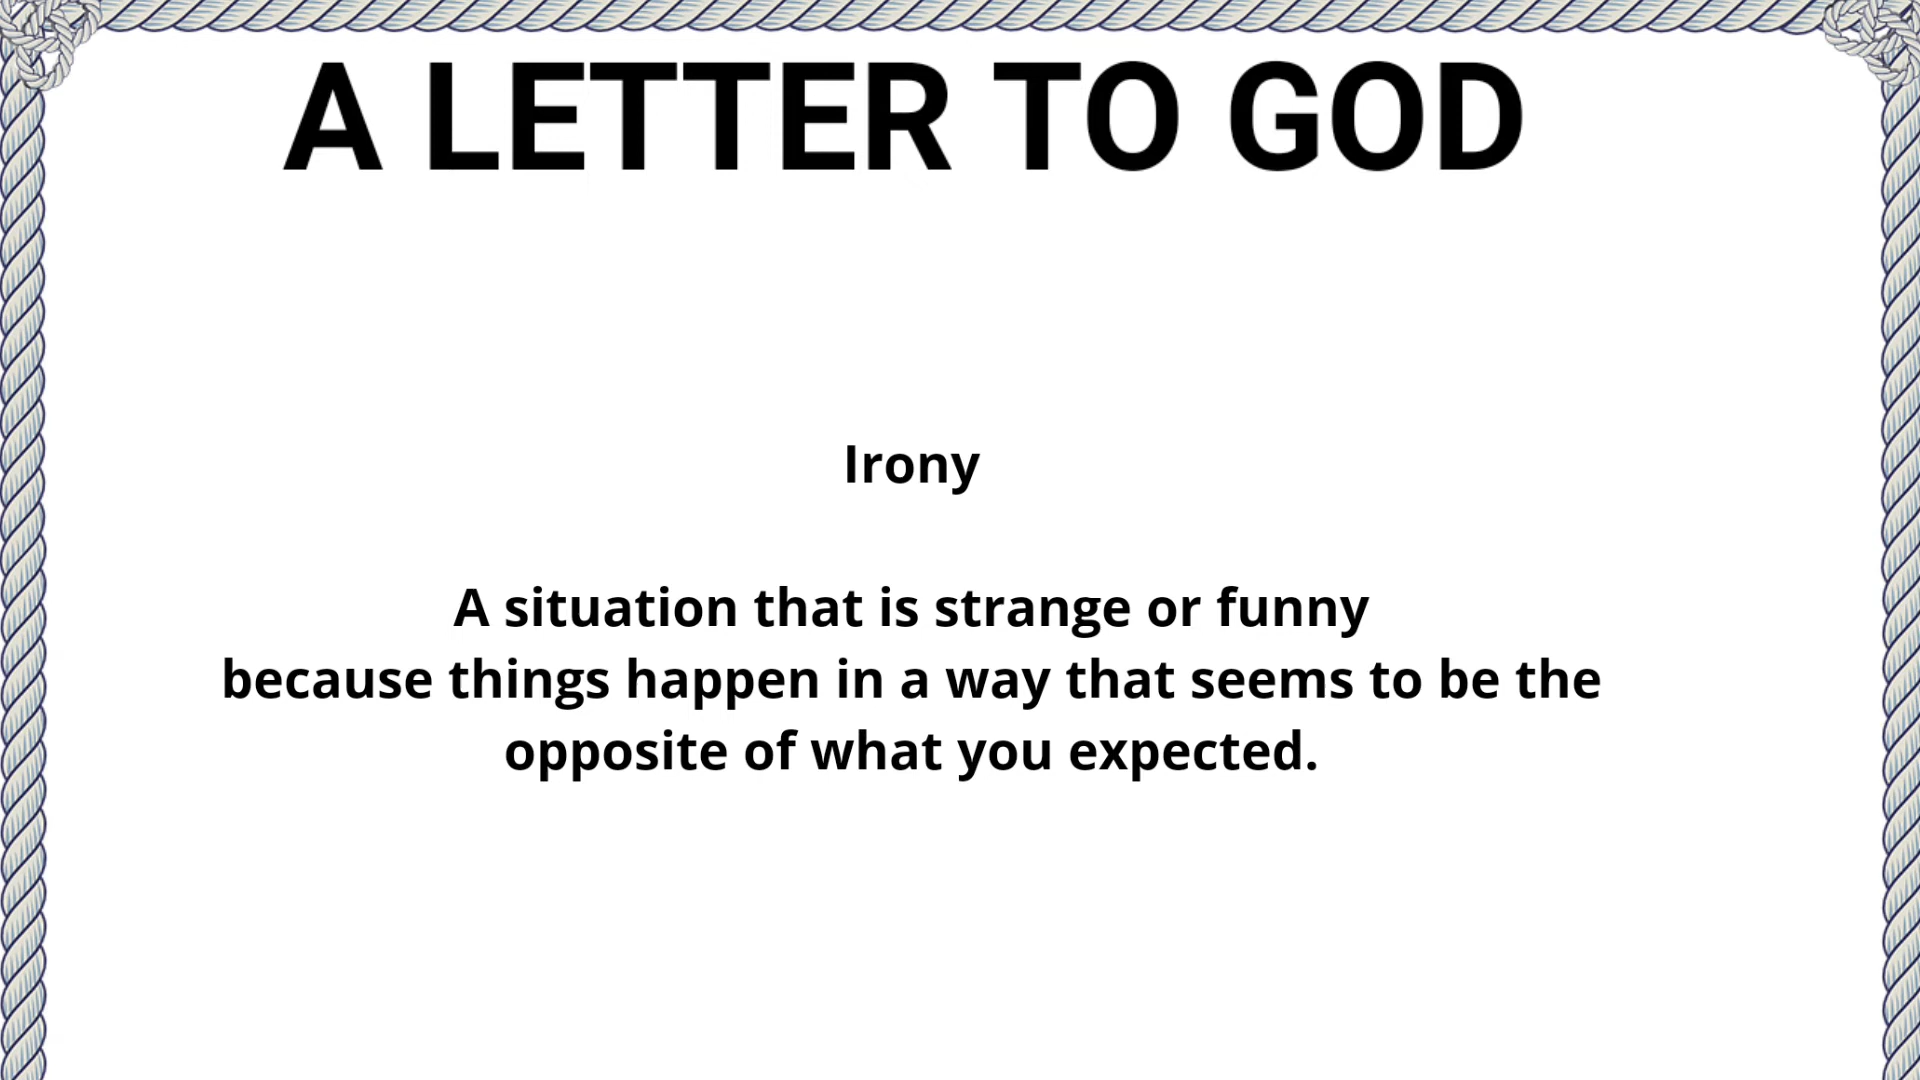 A LETTER TO GOD
Irony
A situation that is strange or funny
because things happen in a way that seems to be the
opposite of what you expected.